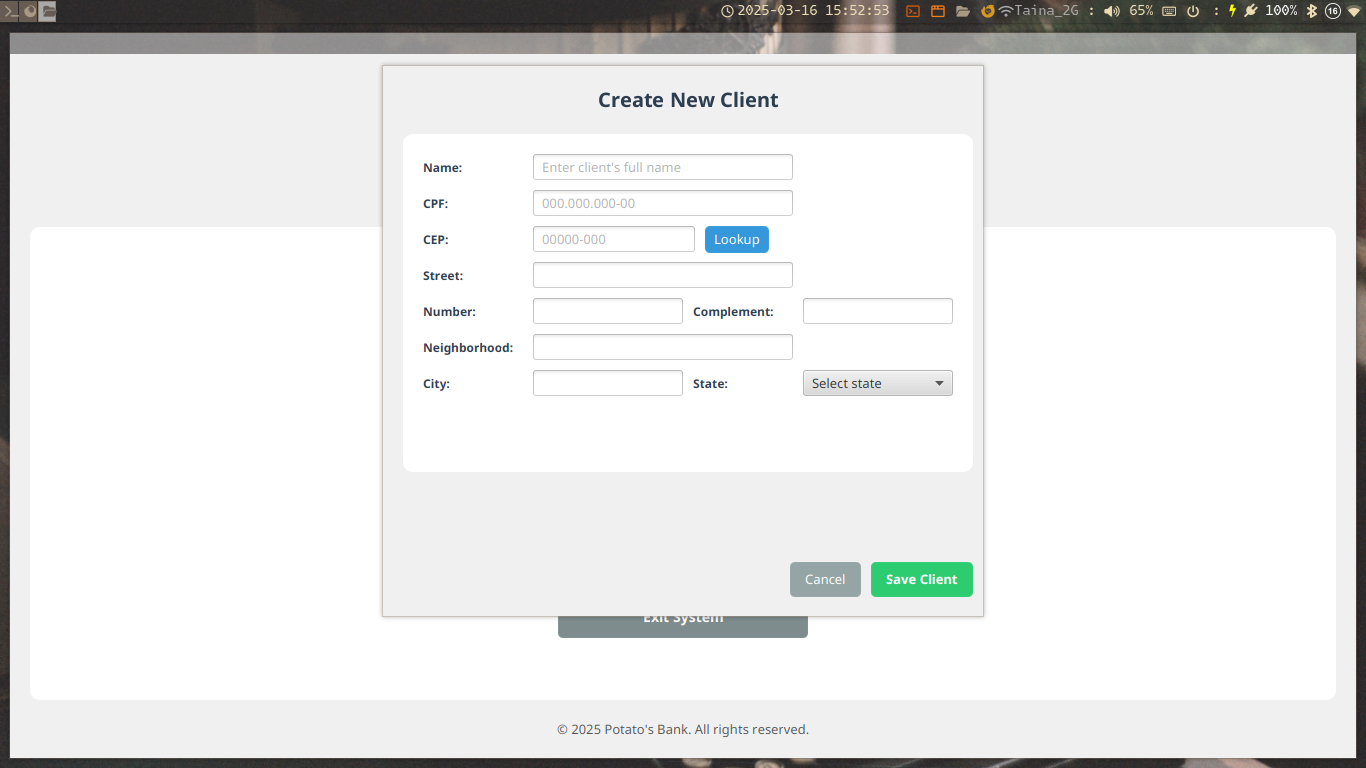 2025-03-16 15:52:53 Taina_2G : 65% : 100% 16
Create New Client
Name: Enter client's full name
CPF: 000.000.000-00
CEP: 00000-000 Lookup
Street:
Number: Complement:
Neighborhood:
City: State: Select state
Cancel Save Client
Exit System
© 2025 Potato's Bank. All rights reserved.